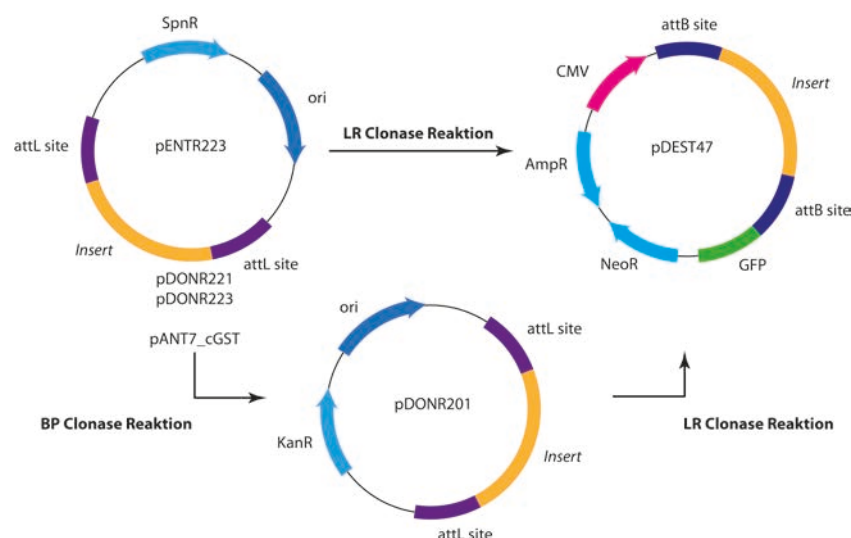 SpnR
ori
attL site
pENTR223
Insert
attL site
pDONR221
pDONR223
pANT7_cGST
LR Clonase Reaktion
attB site
CMV
Insert
pDEST47
AmpR
attB site
NeoR
GFP
BP Clonase Reaktion
ori
attL site
pDONR201
KanR
Insert
attL site
LR Clonase Reaktion